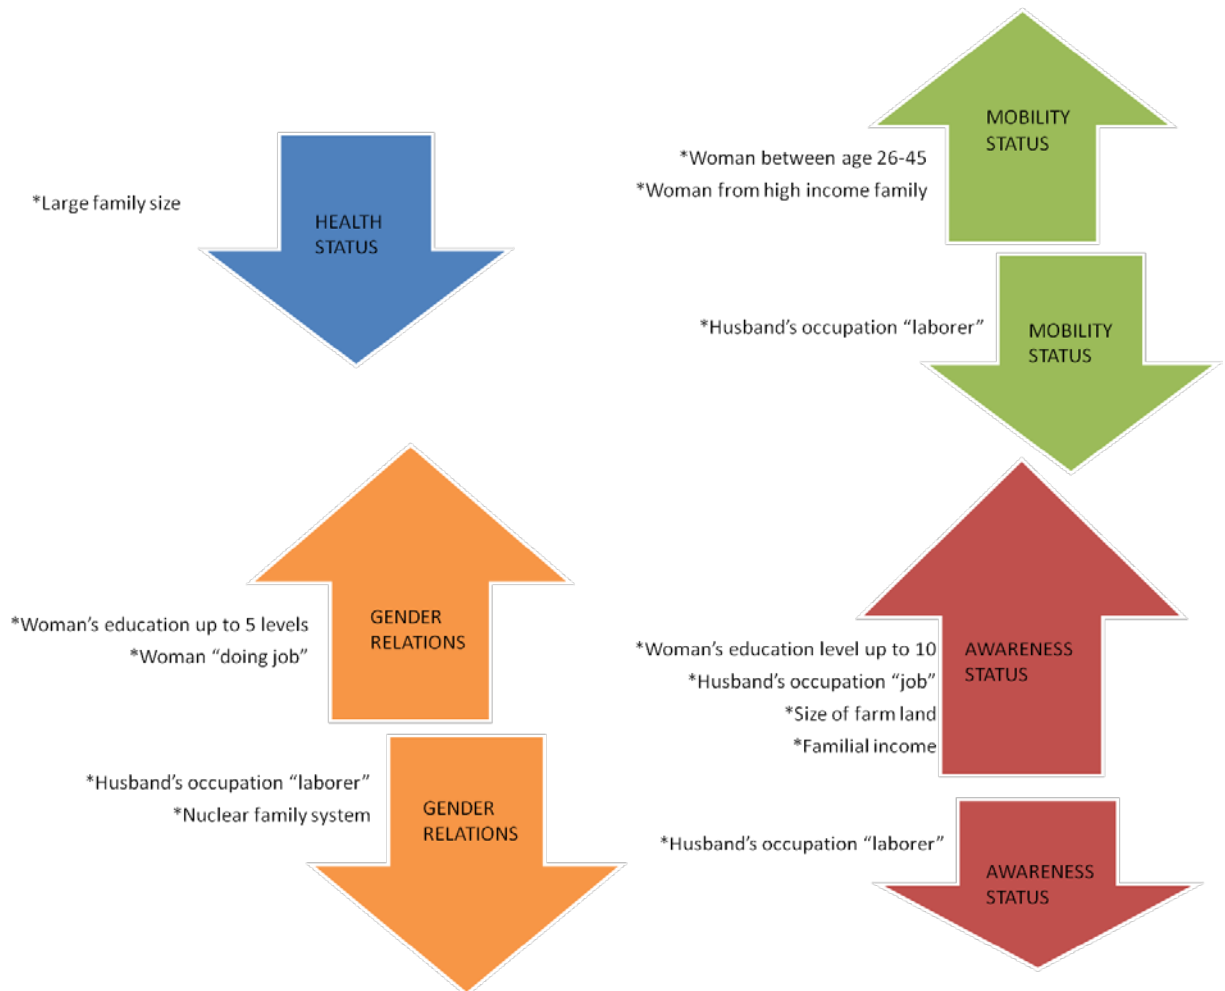 *Large family size
HEALTH
STATUS
MOBILITY
STATUS
*Woman between age 26-45
*Woman from high income family
*Husband’s occupation “laborer”
MOBILITY
STATUS
*Woman’s education up to 5 levels
*Woman “doing job”
GENDER
RELATIONS
*Husband’s occupation “laborer”
*Nuclear family system
GENDER
RELATIONS
*Woman’s education level up to 10
*Husband’s occupation “job”
*Size of farm land
*Familial income
AWARENESS
STATUS
*Husband’s occupation “laborer”
AWARENESS
STATUS